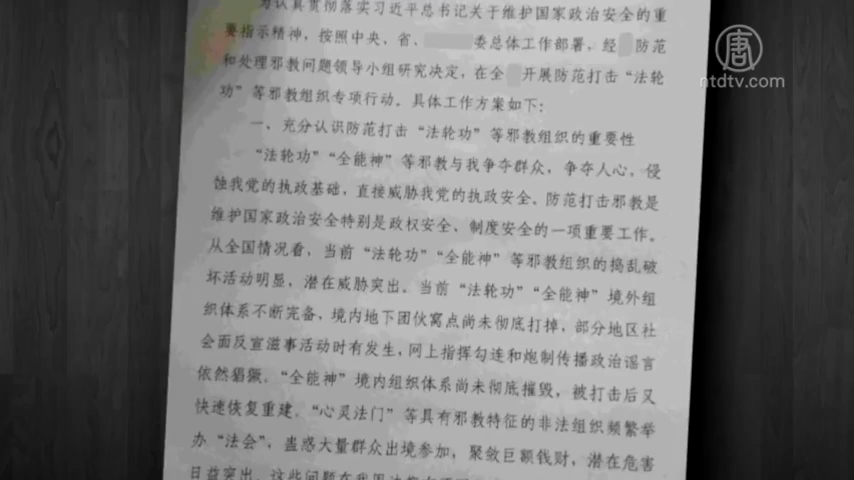 为认真贯彻落实习近平总书记关于维护国家政治安全的重
要指示精神，按照中央、省、委总体工作部署，经防范
和处理邪教问题领导小组研究决定，在全开展防范打击“法轮
功”等邪教组织专项行动。具体工作方案如下：
一、充分认识防范打击“法轮功”等邪教组织的重要性
“法轮功”“全能神”等邪教与我争夺群众，争夺人心，侵
蚀我党的执政基础，直接威胁我党的执政安全。防范打击邪教是
维护国家政治安全特别是政权安全、制度安全的一项重要工作。
从全国情况看，当前“法轮功”“全能神”等邪教组织的捣乱破
坏活动明显，潜在威胁突出。当前“法轮功”“全能神”境外组
织体系不断完备，境内地下团伙窝点尚未彻底打掉，部分地区社
会面反宣滋事活动时有发生，网上指挥勾连和炮制传播政治谣言
依然猖獗。“全能神”境内组织体系尚未彻底摧毁，被打击后又
快速恢复重建。“心灵法门”等具有邪教特征的非法组织频繁举
办“法会”，蛊惑大量群众出境参加，聚敛巨额钱财，潜在危害
日益突出。这些问题在我国
唐
ntdtv.com